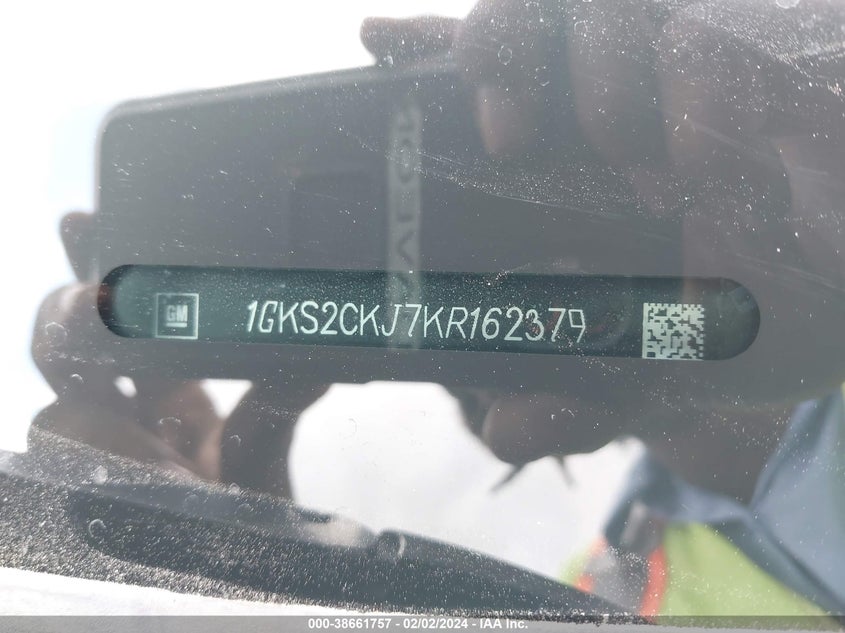 GM 1GKS2CKJ7KR162379
000-38661757 - 02/02/2024 - IAA Inc.